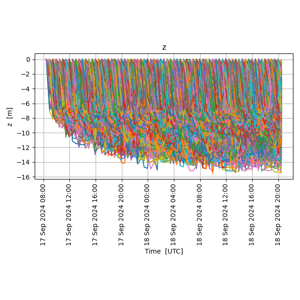 z
0
−2
−4
−6
−8
−10
−12
−14
−16
z [m]
17 Sep 2024 08:00
17 Sep 2024 12:00
17 Sep 2024 16:00
17 Sep 2024 20:00
18 Sep 2024 00:00
18 Sep 2024 04:00
18 Sep 2024 08:00
18 Sep 2024 12:00
18 Sep 2024 16:00
18 Sep 2024 20:00
Time [UTC]